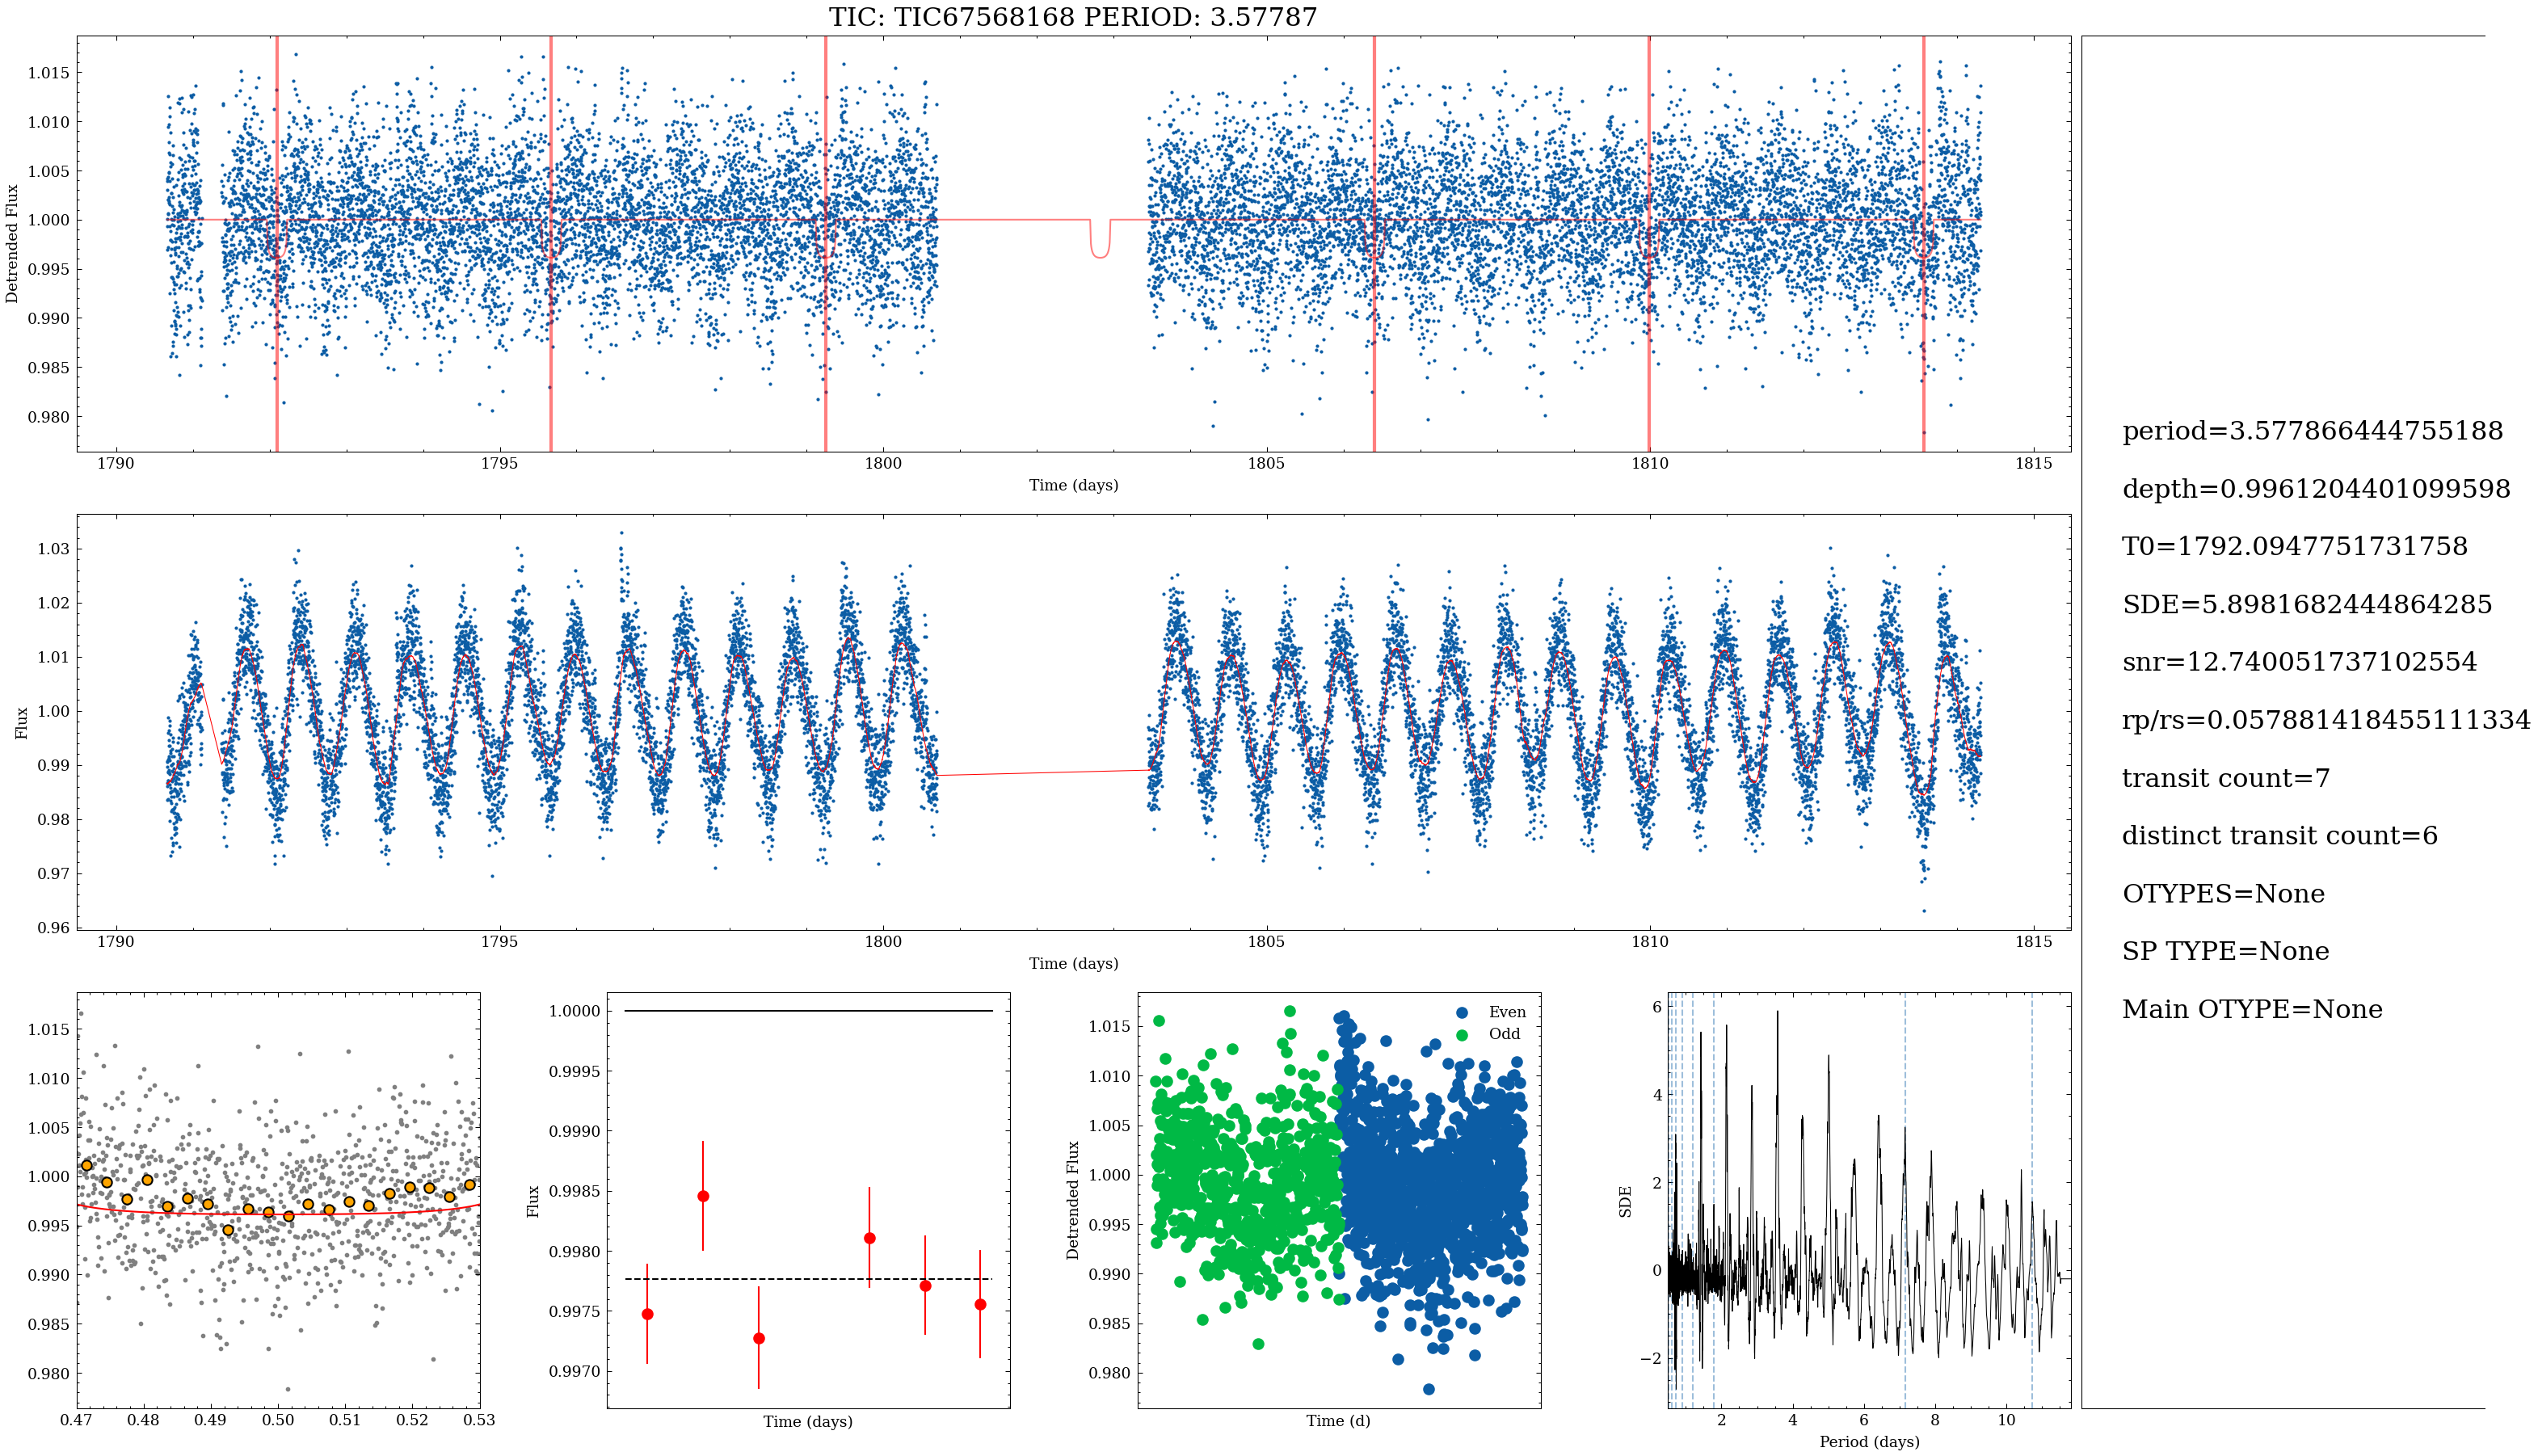 TIC: TIC67568168 PERIOD: 3.57787
1.015
1.010
1.005
1.000
0.995
0.990
0.985
0.980
Detrended Flux
1790
1795
1800
1805
1810
1815
Time (days)
1.03
1.02
1.01
1.00
0.99
0.98
0.97
0.96
Flux
1790
1795
1800
1805
1810
1815
Time (days)
period=3.577866444755188
depth=0.9961204401099598
T0=1792.0947751731758
SDE=5.8981682444864285
snr=12.740051737102554
rp/rs=0.057881418455111334
transit count=7
distinct transit count=6
OTYPES=None
SP TYPE=None
Main OTYPE=None
1.015
1.010
1.005
1.000
0.995
0.990
0.985
0.980
0.47
0.48
0.49
0.50
0.51
0.52
0.53
1.0000
0.9995
0.9990
0.9985
0.9980
0.9975
0.9970
Flux
Time (days)
1.015
1.010
1.005
1.000
0.995
0.990
0.985
0.980
Detrended Flux
Even
Odd
Time (d)
6
4
2
0
−2
SDE
2
4
6
8
10
Period (days)